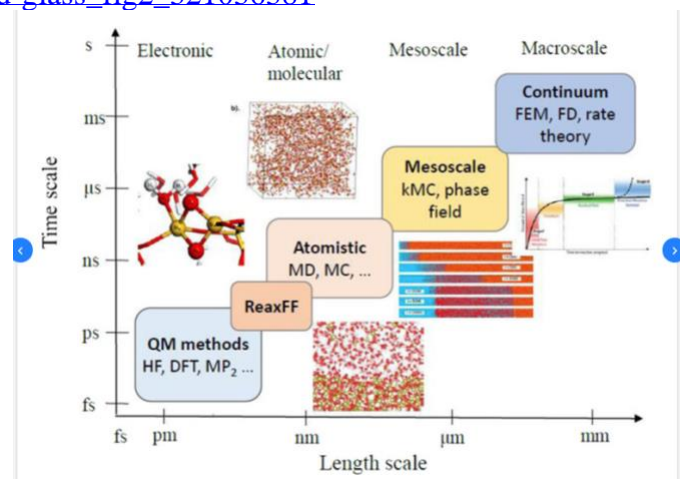 d-glass_fig2_321656581
s
Electronic
Atomic/
molecular
Mesoscale
Macroscale
Continuum
FEM, FD, rate
theory
ms
Mesoscale
kMC, phase
field
μs
Time scale
Atomistic
MD, MC, ...
ns
ReaxFF
ps
QM methods
HF, DFT, MP₂ ...
fs
fs
pm
nm
μm
mm
Length scale